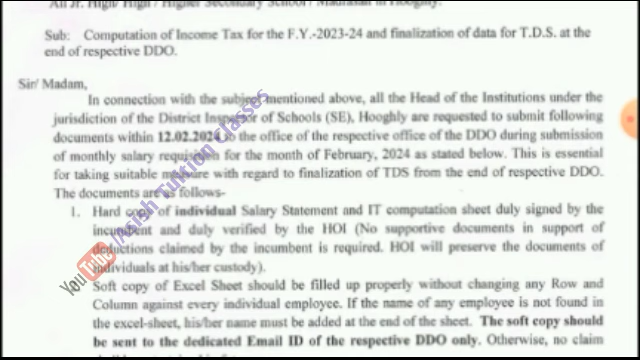 All Jr. High/ High / Higher Secondary School / Madrasah in Hooghly.
Sub: Computation of Income Tax for the F.Y.-2023-24 and finalization of data for T.D.S. at the
end of respective DDO.
Sir/ Madam,
In connection with the subject mentioned above, all the Head of the Institutions under the
jurisdiction of the District Inspector of Schools (SE), Hooghly are requested to submit following
documents within 12.02.2024 to the office of the respective office of the DDO during submission
of monthly salary requisition for the month of February, 2024 as stated below. This is essential
for taking suitable measure with regard to finalization of TDS from the end of respective DDO.
The documents are as follows-
1. Hard copy of individual Salary Statement and IT computation sheet duly signed by the
incumbent and duly verified by the HOI (No supportive documents in support of
deductions claimed by the incumbent is required. HOI will preserve the documents of
individuals at his/her custody).
Soft copy of Excel Sheet should be filled up properly without changing any Row and
Column against every individual employee. If the name of any employee is not found in
the excel-sheet, his/her name must be added at the end of the sheet. The soft copy should
be sent to the dedicated Email ID of the respective DDO only. Otherwise, no claim
YouTube/Asish Tuition Classes